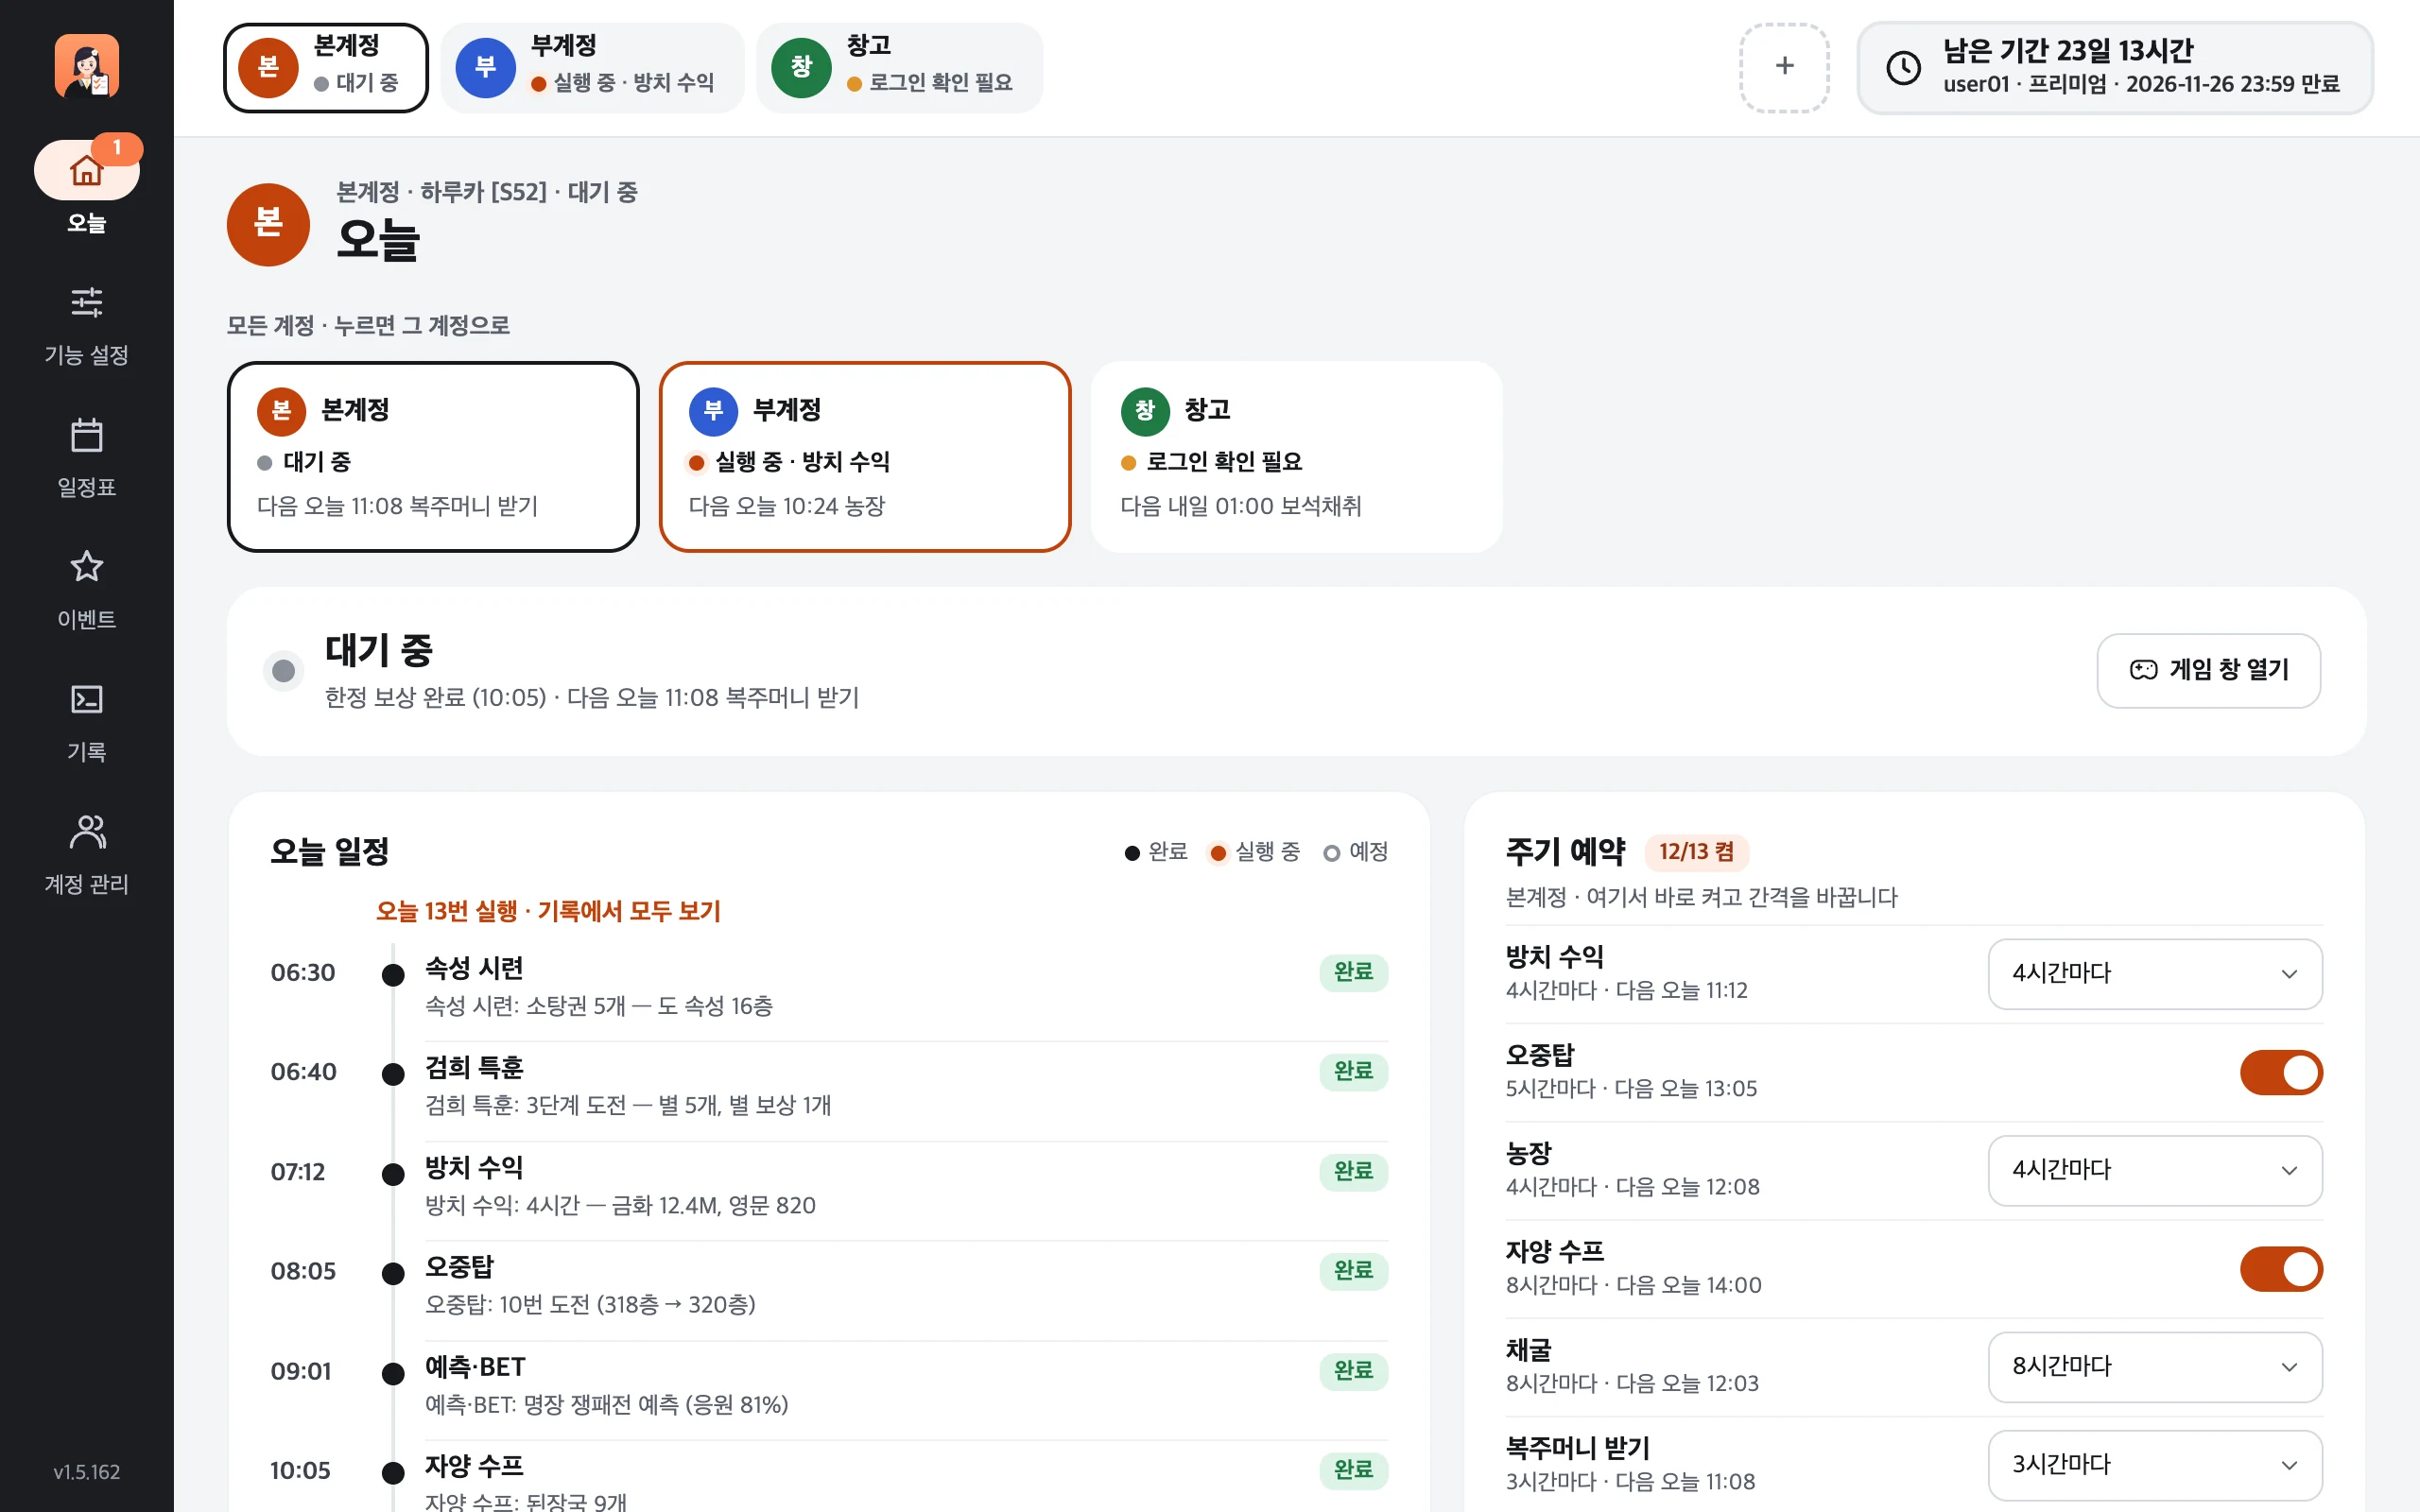 1
오늘
기능 설정
일정표
이벤트
기록
계정 관리
v1.5.162
본
본계정
대기 중
부
부계정
실행 중 · 방치 수익
창
창고
로그인 확인 필요
+
남은 기간 23일 13시간
user01 · 프리미엄 · 2026-11-26 23:59 만료
본
본계정 · 하루카 [S52] · 대기 중
오늘
모든 계정 · 누르면 그 계정으로
본 본계정
대기 중
다음 오늘 11:08 복주머니 받기
부 부계정
실행 중 · 방치 수익
다음 오늘 10:24 농장
창 창고
로그인 확인 필요
다음 내일 01:00 보석채취
대기 중
한정 보상 완료 (10:05) · 다음 오늘 11:08 복주머니 받기
게임 창 열기
오늘 일정
완료 실행 중 예정
오늘 13번 실행 · 기록에서 모두 보기
06:30 속성 시련 완료
속성 시련: 소탕권 5개 — 도 속성 16층
06:40 검희 특훈 완료
검희 특훈: 3단계 도전 — 별 5개, 별 보상 1개
07:12 방치 수익 완료
방치 수익: 4시간 — 금화 12.4M, 영문 820
08:05 오중탑 완료
오중탑: 10번 도전 (318층 → 320층)
09:01 예측·BET 완료
예측·BET: 명장 쟁패전 예측 (응원 81%)
10:05 자양 수프 완료
자양 수프: 된장국 9개
주기 예약 12/13 켬
본계정 · 여기서 바로 켜고 간격을 바꿉니다
방치 수익
4시간마다 · 다음 오늘 11:12
4시간마다
오중탑
5시간마다 · 다음 오늘 13:05
농장
4시간마다 · 다음 오늘 12:08
4시간마다
자양 수프
8시간마다 · 다음 오늘 14:00
채굴
8시간마다 · 다음 오늘 12:03
8시간마다
복주머니 받기
3시간마다 · 다음 오늘 11:08
3시간마다